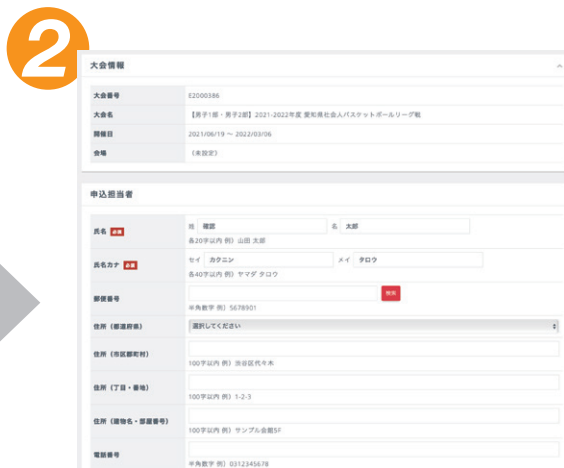 2
大会情報
大会番号 E2000386
大会名 【男子1部・男子2部】2021-2022年度 愛知県社会人バスケットボールリーグ戦
開催日 2021/06/19 ～ 2022/03/06
会場 （未設定）
申込担当者
氏名 必須 姓 確認 名 太郎
各20字以内 例）山田 太郎
氏名カナ 必須 セイ カクニン メイ タロウ
各40字以内 例）ヤマダ タロウ
郵便番号 検索
半角数字 例）5678901
住所（都道府県） 選択してください
住所（市区郡町村）
100字以内 例）渋谷区代々木
住所（丁目・番地）
100字以内 例）1-2-3
住所（建物名・部屋番号）
100字以内 例）サンプル会館5F
電話番号
半角数字 例）0312345678